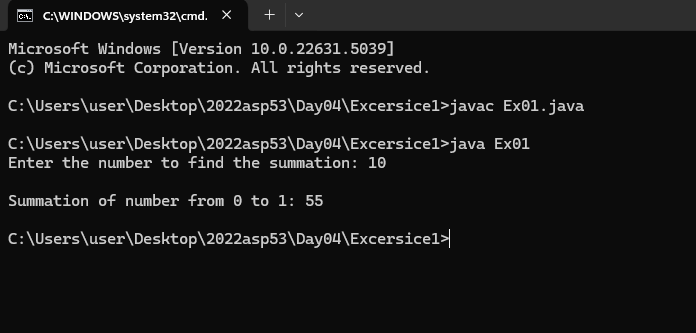 C:\WINDOWS\system32\cmd.
Microsoft Windows [Version 10.0.22631.5039]
(c) Microsoft Corporation. All rights reserved.
C:\Users\user\Desktop\2022asp53\Day04\Excersice1>javac Ex01.java
C:\Users\user\Desktop\2022asp53\Day04\Excersice1>java Ex01
Enter the number to find the summation: 10
Summation of number from 0 to 1: 55
C:\Users\user\Desktop\2022asp53\Day04\Excersice1>